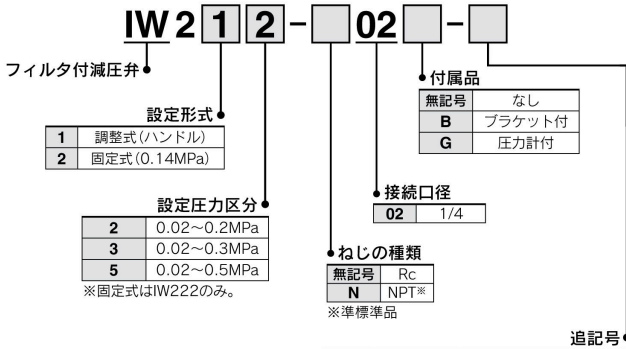 IW 2 1 2 - 02 -
フィルタ付減圧弁
設定形式
1 調整式(ハンドル)
2 固定式(0.14MPa)
設定圧力区分
2 0.02〜0.2MPa
3 0.02〜0.3MPa
5 0.02〜0.5MPa
※固定式はIW222のみ。
ねじの種類
無記号 Rc
N NPT※
※準標準品
接続口径
02 1/4
付属品
無記号 なし
B ブラケット付
G 圧力計付
追記号